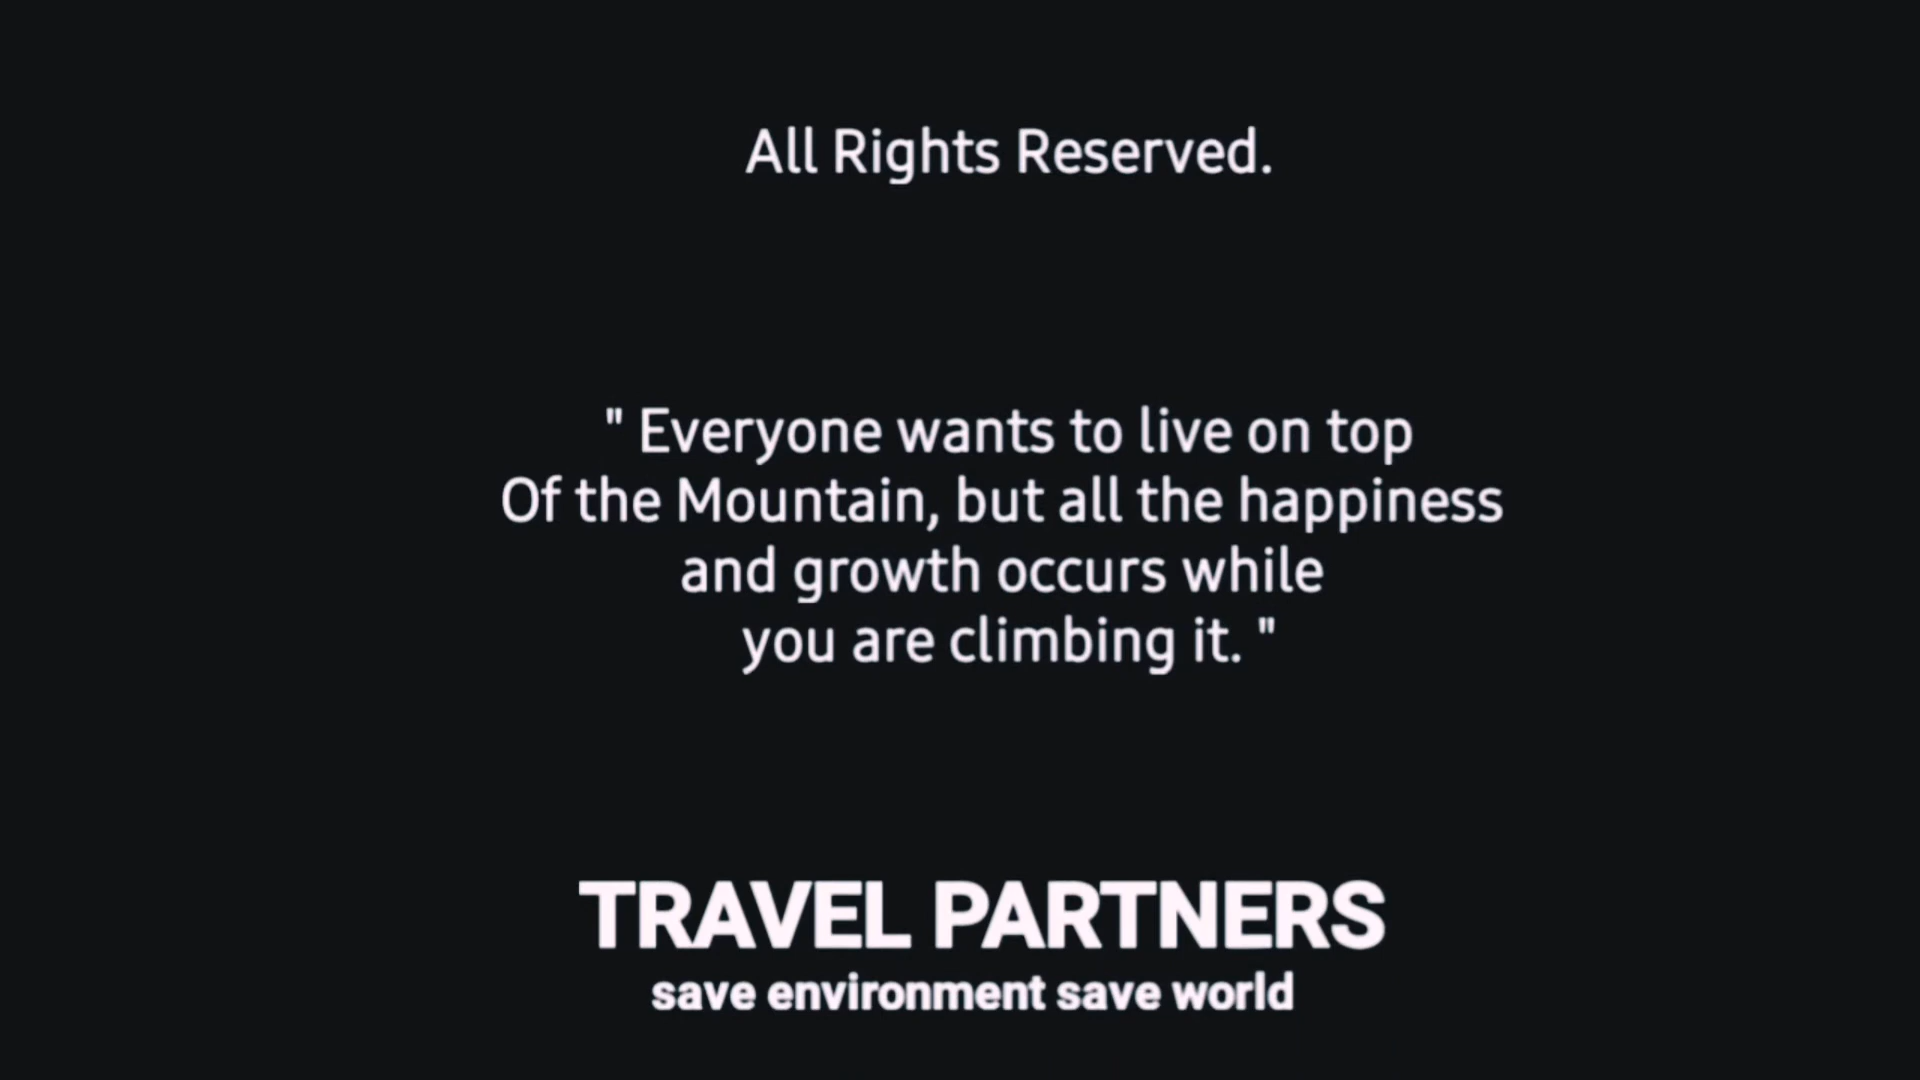 All Rights Reserved.
" Everyone wants to live on top
Of the Mountain, but all the happiness
and growth occurs while
you are climbing it. "
TRAVEL PARTNERS
save environment save world